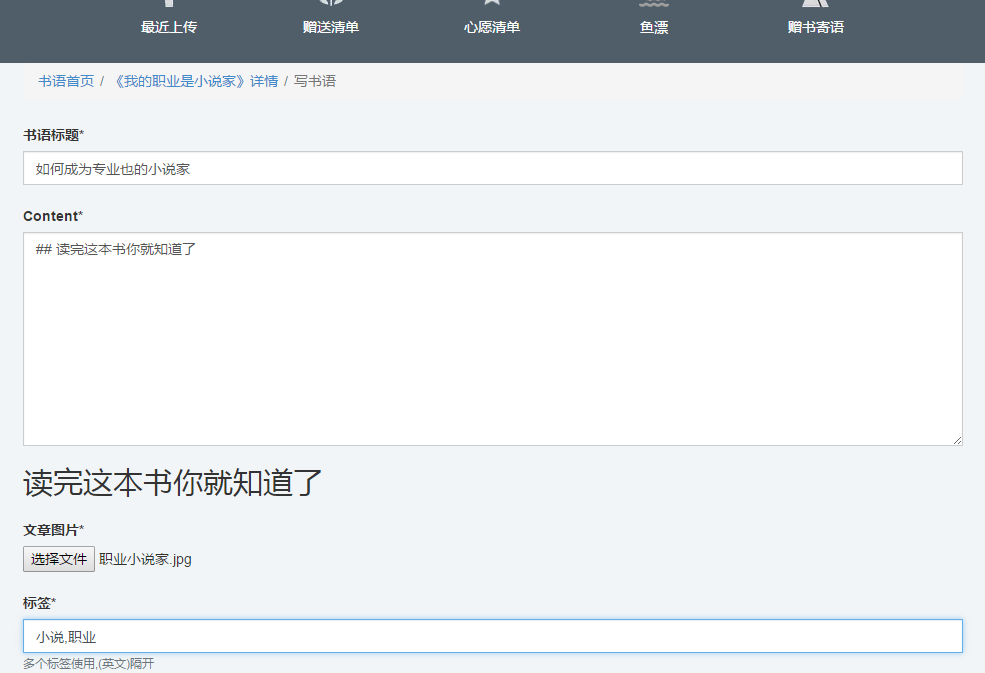 最近上传 赠送清单 心愿清单 鱼漂 赠书寄语
书语首页 / 《我的职业是小说家》详情 / 写书语
书语标题*
如何成为专业也的小说家
Content*
## 读完这本书你就知道了
读完这本书你就知道了
文章图片*
选择文件 职业小说家.jpg
标签*
小说,职业
多个标签使用,(英文)隔开